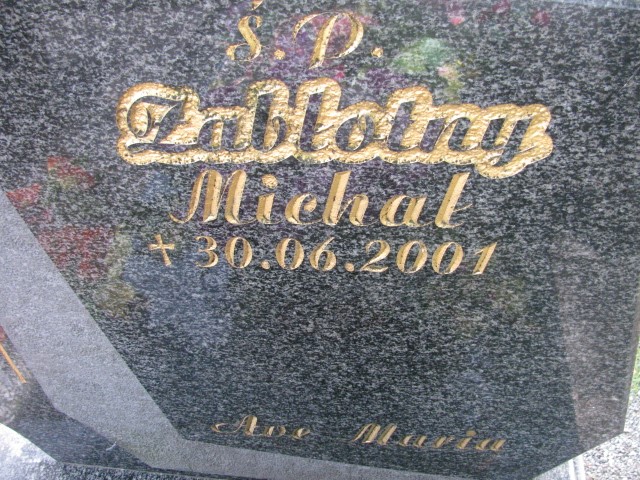 Ś.P.
Zabłotny
Michał
+ 30.06.2001
Ave Maria